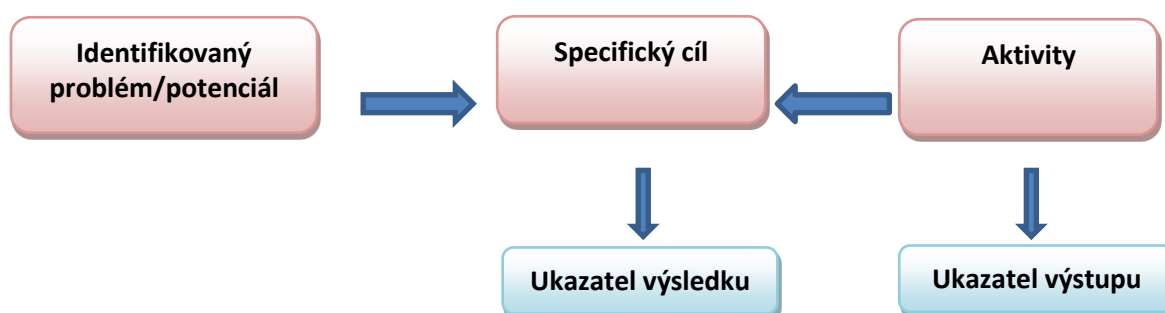 Identifikovaný
problém/potenciál
Specifický cíl
Aktivity
Ukazatel výsledku
Ukazatel výstupu